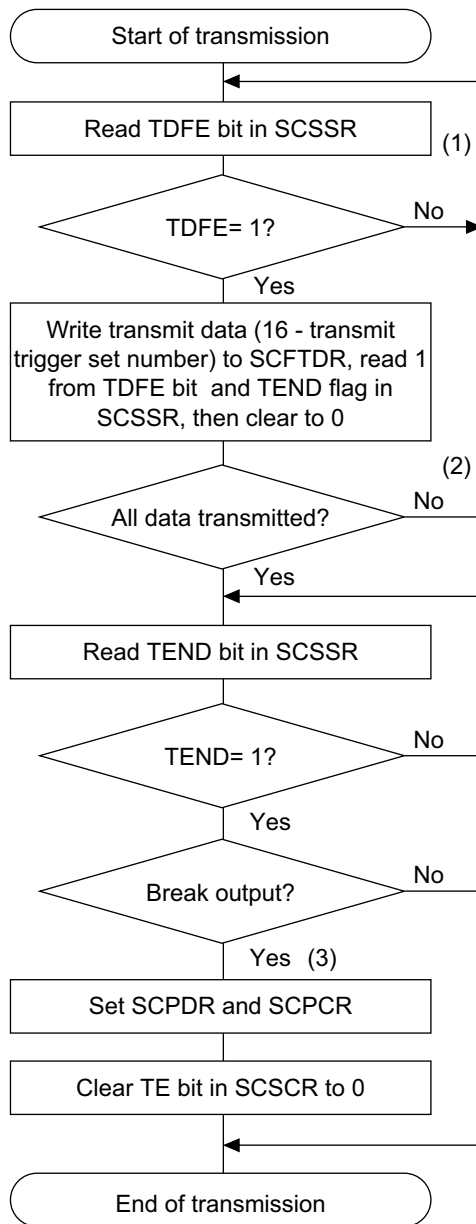 Start of transmission
Read TDFE bit in SCSSR
(1)
TDFE= 1?
No
Yes
Write transmit data (16 - transmit
trigger set number) to SCFTDR, read 1
from TDFE bit and TEND flag in
SCSSR, then clear to 0
(2)
All data transmitted?
No
Yes
Read TEND bit in SCSSR
TEND= 1?
No
Yes
Break output?
No
Yes (3)
Set SCPDR and SCPCR
Clear TE bit in SCSCR to 0
End of transmission